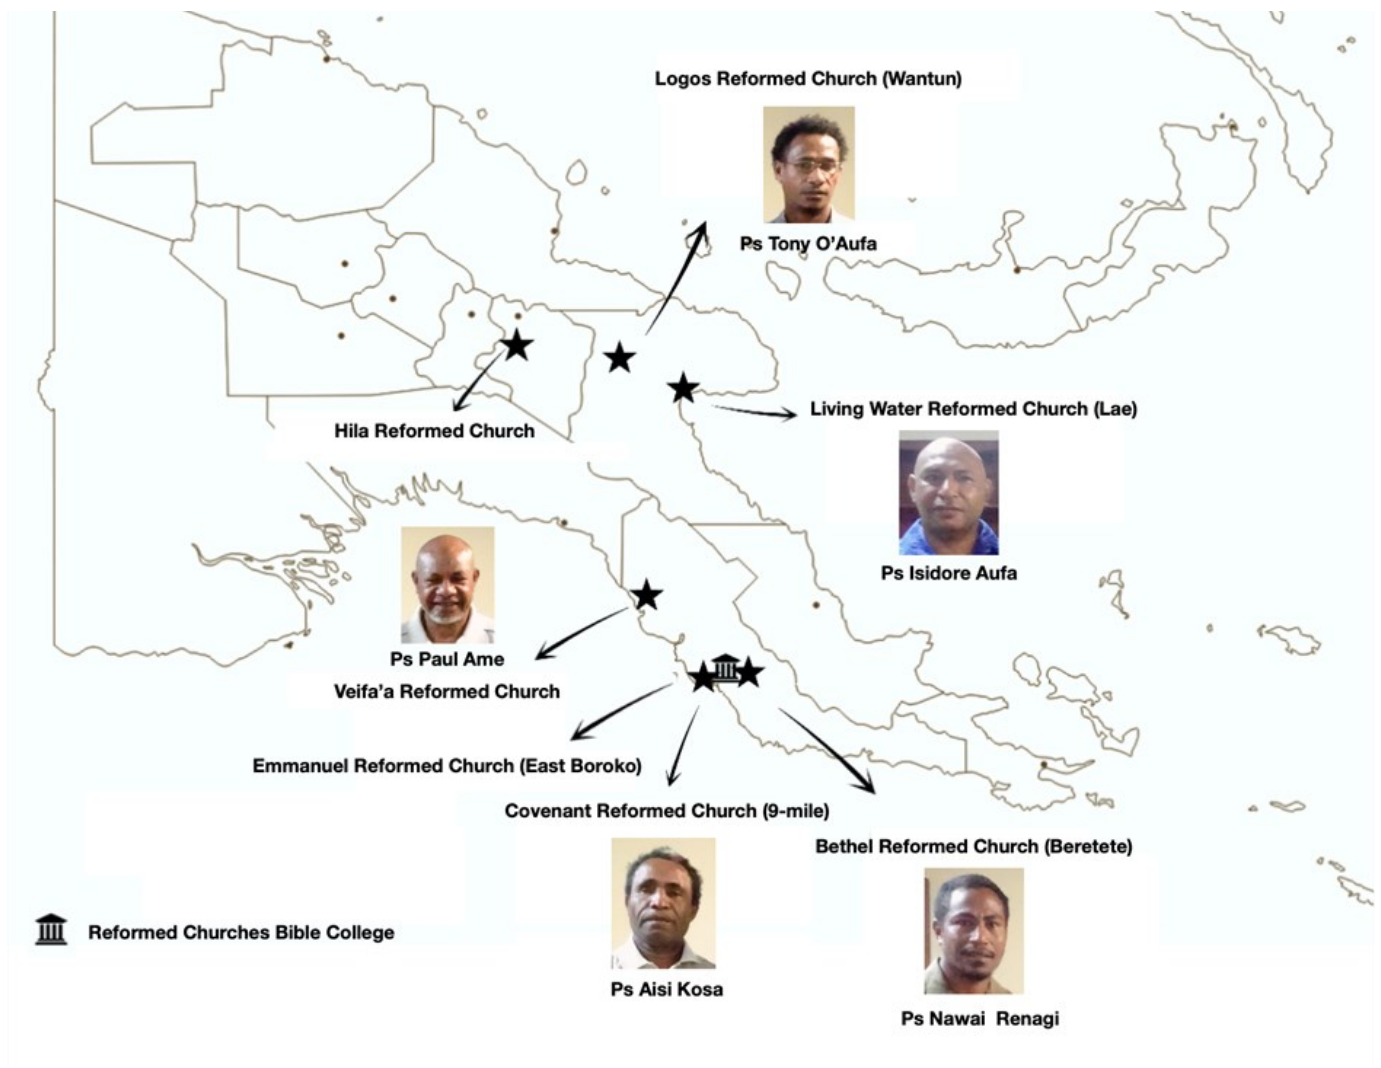 Logos Reformed Church (Wantun)
Ps Tony O'Aufa
Living Water Reformed Church (Lae)
Hila Reformed Church
Ps Isidore Aufa
Ps Paul Ame
Veifa'a Reformed Church
Emmanuel Reformed Church (East Boroko)
Covenant Reformed Church (9-mile)
Bethel Reformed Church (Beretete)
Reformed Churches Bible College
Ps Aisi Kosa
Ps Nawai  Renagi